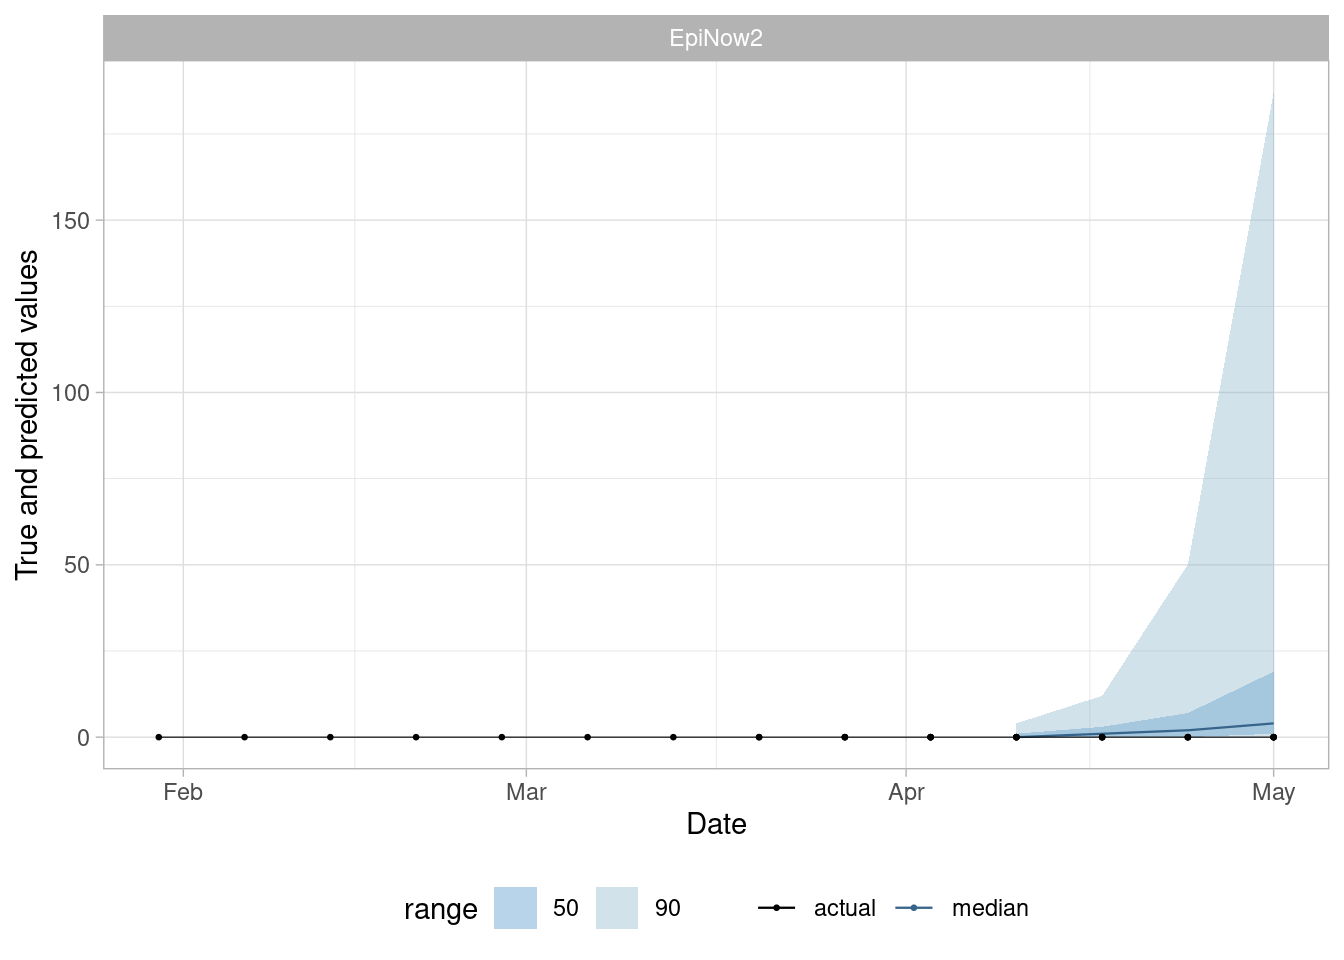 EpiNow2
True and predicted values
150
100
50
0
Feb Mar Apr May
Date
range 50 90 actual median